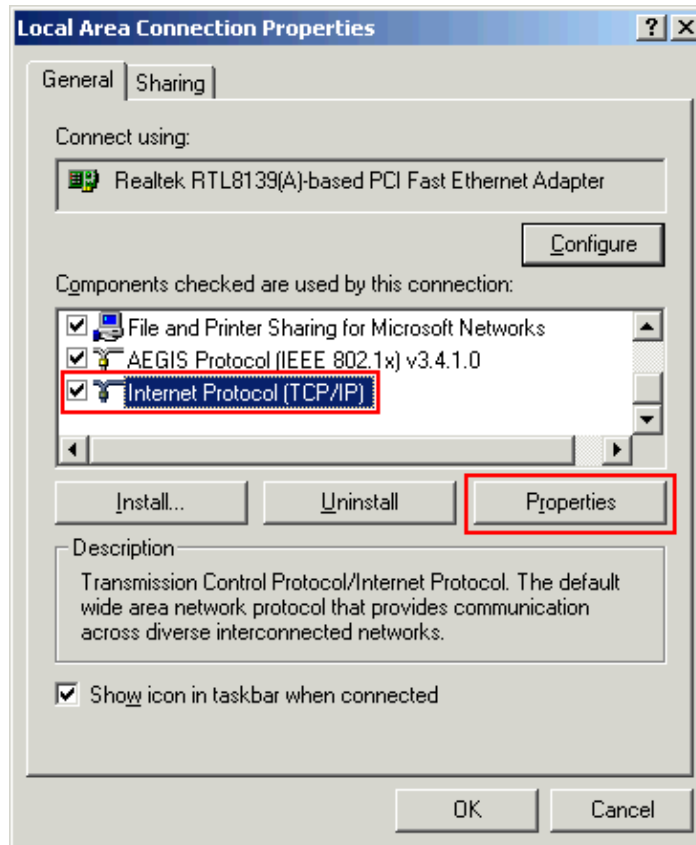 Local Area Connection Properties
General
Sharing
Connect using:
Realtek RTL8139(A)-based PCI Fast Ethernet Adapter
Configure
Components checked are used by this connection:
File and Printer Sharing for Microsoft Networks
AEGIS Protocol (IEEE 802.1x) v3.4.1.0
Internet Protocol (TCP/IP)
Install... Uninstall Properties
Description
Transmission Control Protocol/Internet Protocol. The default
wide area network protocol that provides communication
across diverse interconnected networks.
Show icon in taskbar when connected
OK Cancel